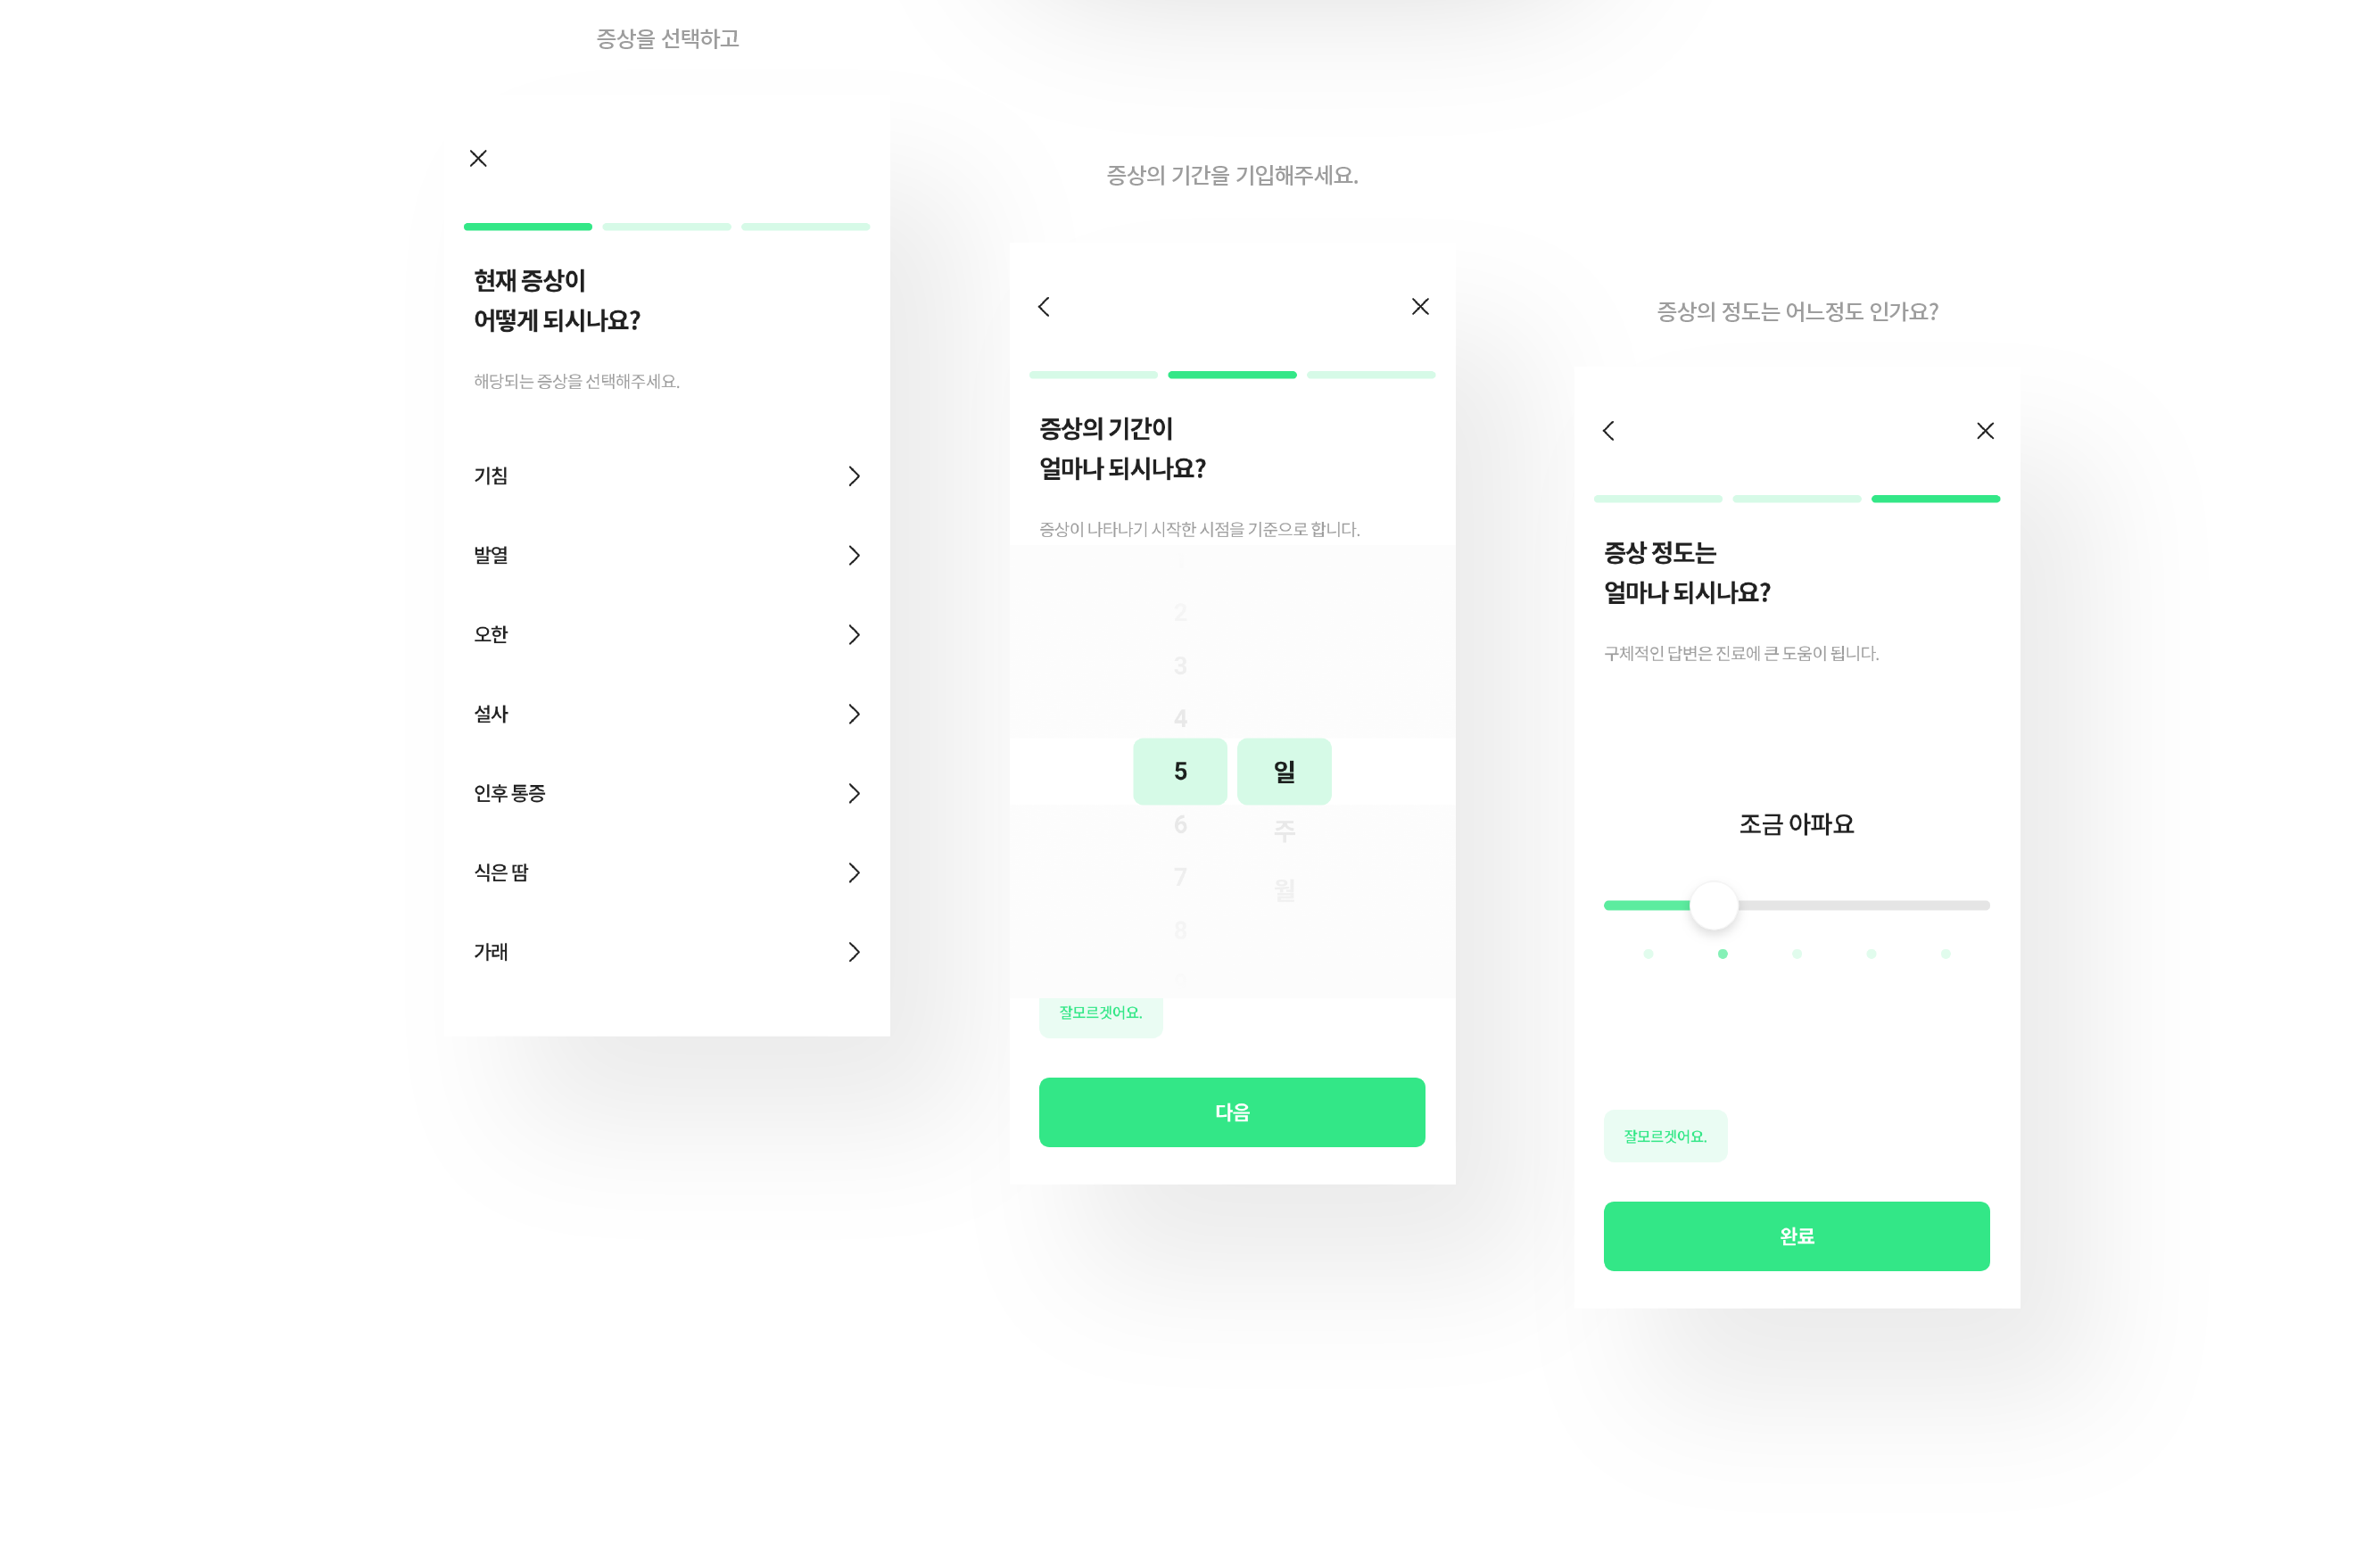 증상을 선택하고
현재 증상이
어떻게 되시나요?
해당되는 증상을 선택해주세요.
기침
발열
오한
설사
인후 통증
식은 땀
가래
증상의 기간을 기입해주세요.
증상의 기간이
얼마나 되시나요?
증상이 나타나기 시작한 시점을 기준으로 합니다.
2
3
4
5 일
6 주
7 월
8
잘모르겟어요.
다음
증상의 정도는 어느정도 인가요?
증상 정도는
얼마나 되시나요?
구체적인 답변은 진료에 큰 도움이 됩니다.
조금 아파요
잘모르겟어요.
완료